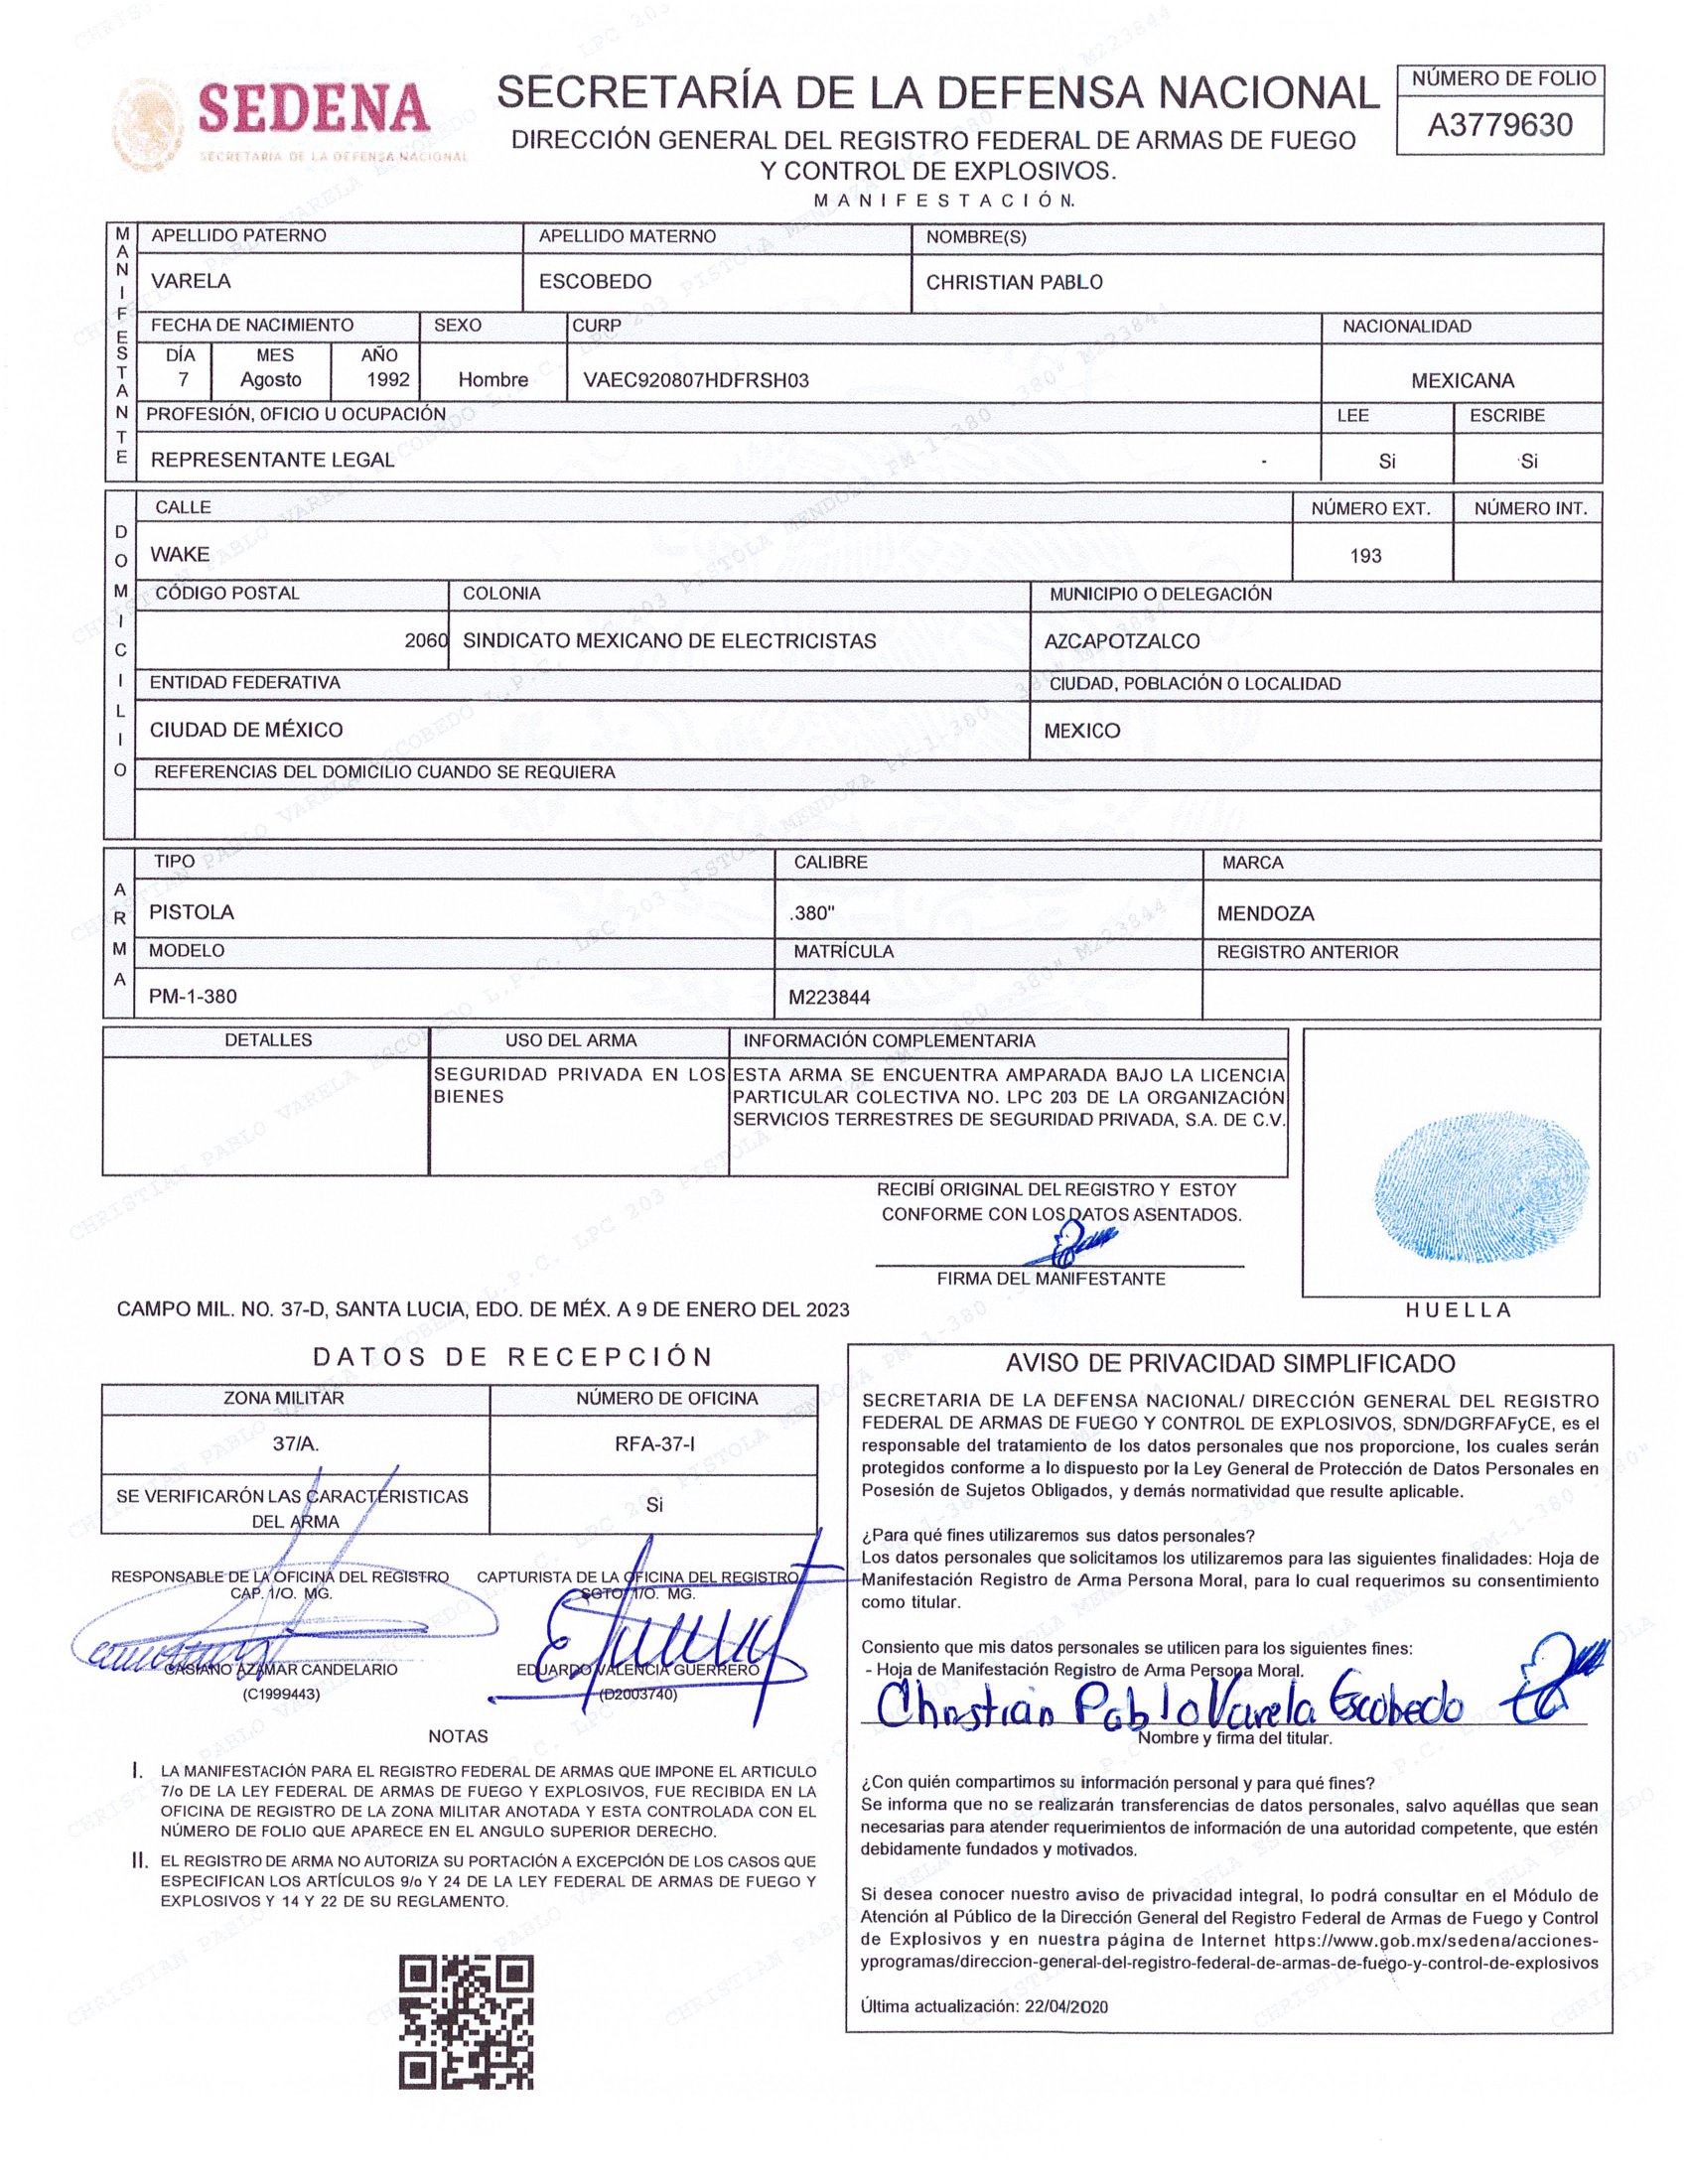 SEDENA
SECRETARÍA DE LA DEFENSA NACIONAL
SECRETARÍA DE LA DEFENSA NACIONAL
DIRECCIÓN GENERAL DEL REGISTRO FEDERAL DE ARMAS DE FUEGO
Y CONTROL DE EXPLOSIVOS.
MANIFESTACIÓN.
NÚMERO DE FOLIO
A3779630
MANIFESTANTE
APELLIDO PATERNO APELLIDO MATERNO NOMBRE(S)
VARELA ESCOBEDO CHRISTIAN PABLO
FECHA DE NACIMIENTO SEXO CURP NACIONALIDAD
DÍA MES AÑO
7 Agosto 1992 Hombre VAEC920807HDFRSH03 MEXICANA
PROFESIÓN, OFICIO U OCUPACIÓN LEE ESCRIBE
REPRESENTANTE LEGAL Si Si
DOMICILIO
CALLE NÚMERO EXT. NÚMERO INT.
WAKE 193
CÓDIGO POSTAL COLONIA MUNICIPIO O DELEGACIÓN
2060 SINDICATO MEXICANO DE ELECTRICISTAS AZCAPOTZALCO
ENTIDAD FEDERATIVA CIUDAD, POBLACIÓN O LOCALIDAD
CIUDAD DE MÉXICO MEXICO
REFERENCIAS DEL DOMICILIO CUANDO SE REQUIERA
ARMA
TIPO CALIBRE MARCA
PISTOLA .380" MENDOZA
MODELO MATRÍCULA REGISTRO ANTERIOR
PM-1-380 M223844
DETALLES USO DEL ARMA INFORMACIÓN COMPLEMENTARIA
SEGURIDAD PRIVADA EN LOS BIENES
ESTA ARMA SE ENCUENTRA AMPARADA BAJO LA LICENCIA
PARTICULAR COLECTIVA NO. LPC 203 DE LA ORGANIZACIÓN
SERVICIOS TERRESTRES DE SEGURIDAD PRIVADA, S.A. DE C.V.
RECIBÍ ORIGINAL DEL REGISTRO Y ESTOY
CONFORME CON LOS DATOS ASENTADOS.
FIRMA DEL MANIFESTANTE
HUELLA
CAMPO MIL. NO. 37-D, SANTA LUCIA, EDO. DE MÉX. A 9 DE ENERO DEL 2023
DATOS DE RECEPCIÓN
ZONA MILITAR NÚMERO DE OFICINA
37/A. RFA-37-I
SE VERIFICARÓN LAS CARACTERISTICAS
DEL ARMA
Si
RESPONSABLE DE LA OFICINA DEL REGISTRO
CAP. 1/O. MG.
CASIANO AZAMAR CANDELARIO
(C1999443)
CAPTURISTA DE LA OFICINA DEL REGISTRO
SGTO. 1/O. MG.
EDUARDO VALENCIA GUERRERO
(D2003740)
NOTAS
I. LA MANIFESTACIÓN PARA EL REGISTRO FEDERAL DE ARMAS QUE IMPONE EL ARTICULO
7/o DE LA LEY FEDERAL DE ARMAS DE FUEGO Y EXPLOSIVOS, FUE RECIBIDA EN LA
OFICINA DE REGISTRO DE LA ZONA MILITAR ANOTADA Y ESTA CONTROLADA CON EL
NÚMERO DE FOLIO QUE APARECE EN EL ANGULO SUPERIOR DERECHO.
II. EL REGISTRO DE ARMA NO AUTORIZA SU PORTACIÓN A EXCEPCIÓN DE LOS CASOS QUE
ESPECIFICAN LOS ARTÍCULOS 9/o Y 24 DE LA LEY FEDERAL DE ARMAS DE FUEGO Y
EXPLOSIVOS Y 14 Y 22 DE SU REGLAMENTO.
AVISO DE PRIVACIDAD SIMPLIFICADO
SECRETARIA DE LA DEFENSA NACIONAL/ DIRECCIÓN GENERAL DEL REGISTRO
FEDERAL DE ARMAS DE FUEGO Y CONTROL DE EXPLOSIVOS, SDN/DGRFAFyCE, es el
responsable del tratamiento de los datos personales que nos proporcione, los cuales serán
protegidos conforme a lo dispuesto por la Ley General de Protección de Datos Personales en
Posesión de Sujetos Obligados, y demás normatividad que resulte aplicable.
¿Para qué fines utilizaremos sus datos personales?
Los datos personales que solicitamos los utilizaremos para las siguientes finalidades: Hoja de
Manifestación Registro de Arma Persona Moral, para lo cual requerimos su consentimiento
como titular.
Consiento que mis datos personales se utilicen para los siguientes fines:
- Hoja de Manifestación Registro de Arma Persona Moral.
Christian Pablo Varela Escobedo
Nombre y firma del titular.
¿Con quién compartimos su información personal y para qué fines?
Se informa que no se realizarán transferencias de datos personales, salvo aquéllas que sean
necesarias para atender requerimientos de información de una autoridad competente, que estén
debidamente fundados y motivados.
Si desea conocer nuestro aviso de privacidad integral, lo podrá consultar en el Módulo de
Atención al Público de la Dirección General del Registro Federal de Armas de Fuego y Control
de Explosivos y en nuestra página de Internet https://www.gob.mx/sedena/acciones-
yprogramas/direccion-general-del-registro-federal-de-armas-de-fuego-y-control-de-explosivos
Última actualización: 22/04/2020